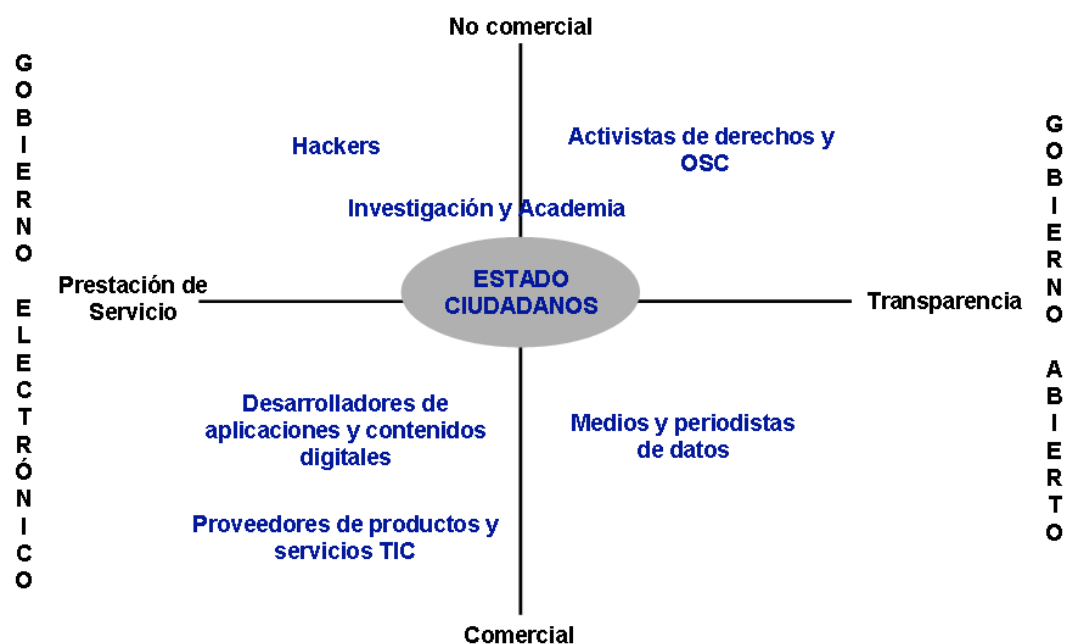 No comercial
GOBIERNO ELECTRÓNICO
Hackers
Activistas de derechos y
OSC
GOBIERNO ABIERTO
Investigación y Academia
Prestación de
Servicio
ESTADO
CIUDADANOS
Transparencia
Desarrolladores de
aplicaciones y contenidos
digitales
Medios y periodistas
de datos
Proveedores de productos y
servicios TIC
Comercial